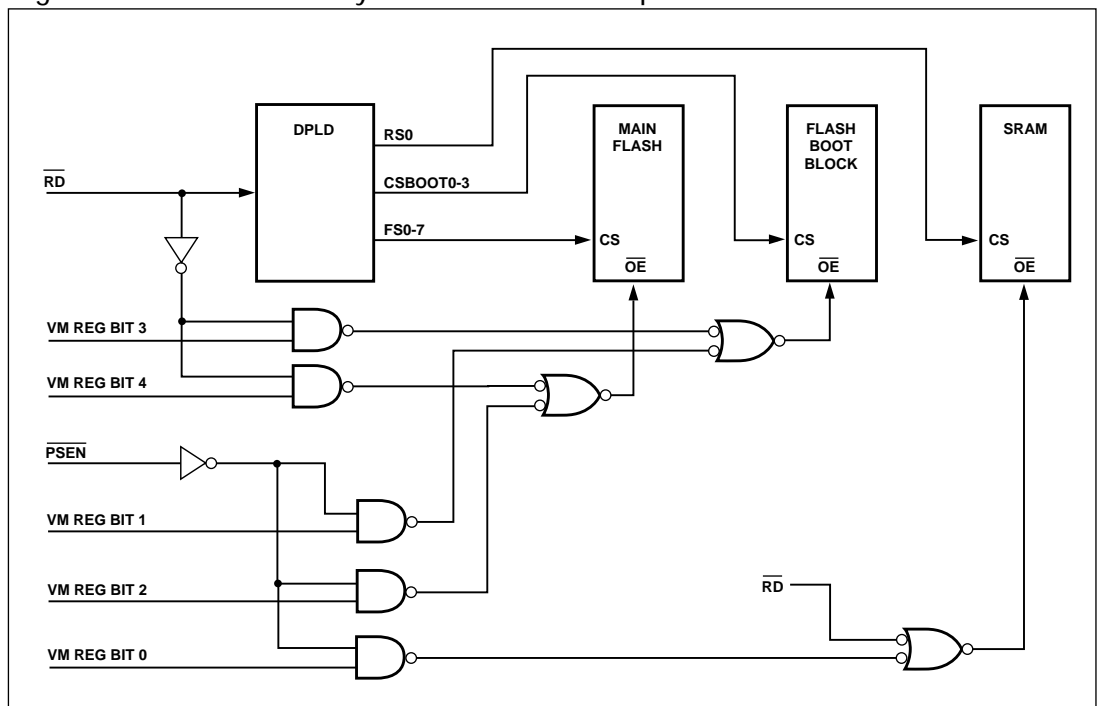 DPLD
RS0
CSBOOT0-3
FS0-7
MAIN
FLASH
CS
OE
FLASH
BOOT
BLOCK
CS
OE
SRAM
CS
OE
RD
VM REG BIT 3
VM REG BIT 4
PSEN
VM REG BIT 1
VM REG BIT 2
VM REG BIT 0
RD